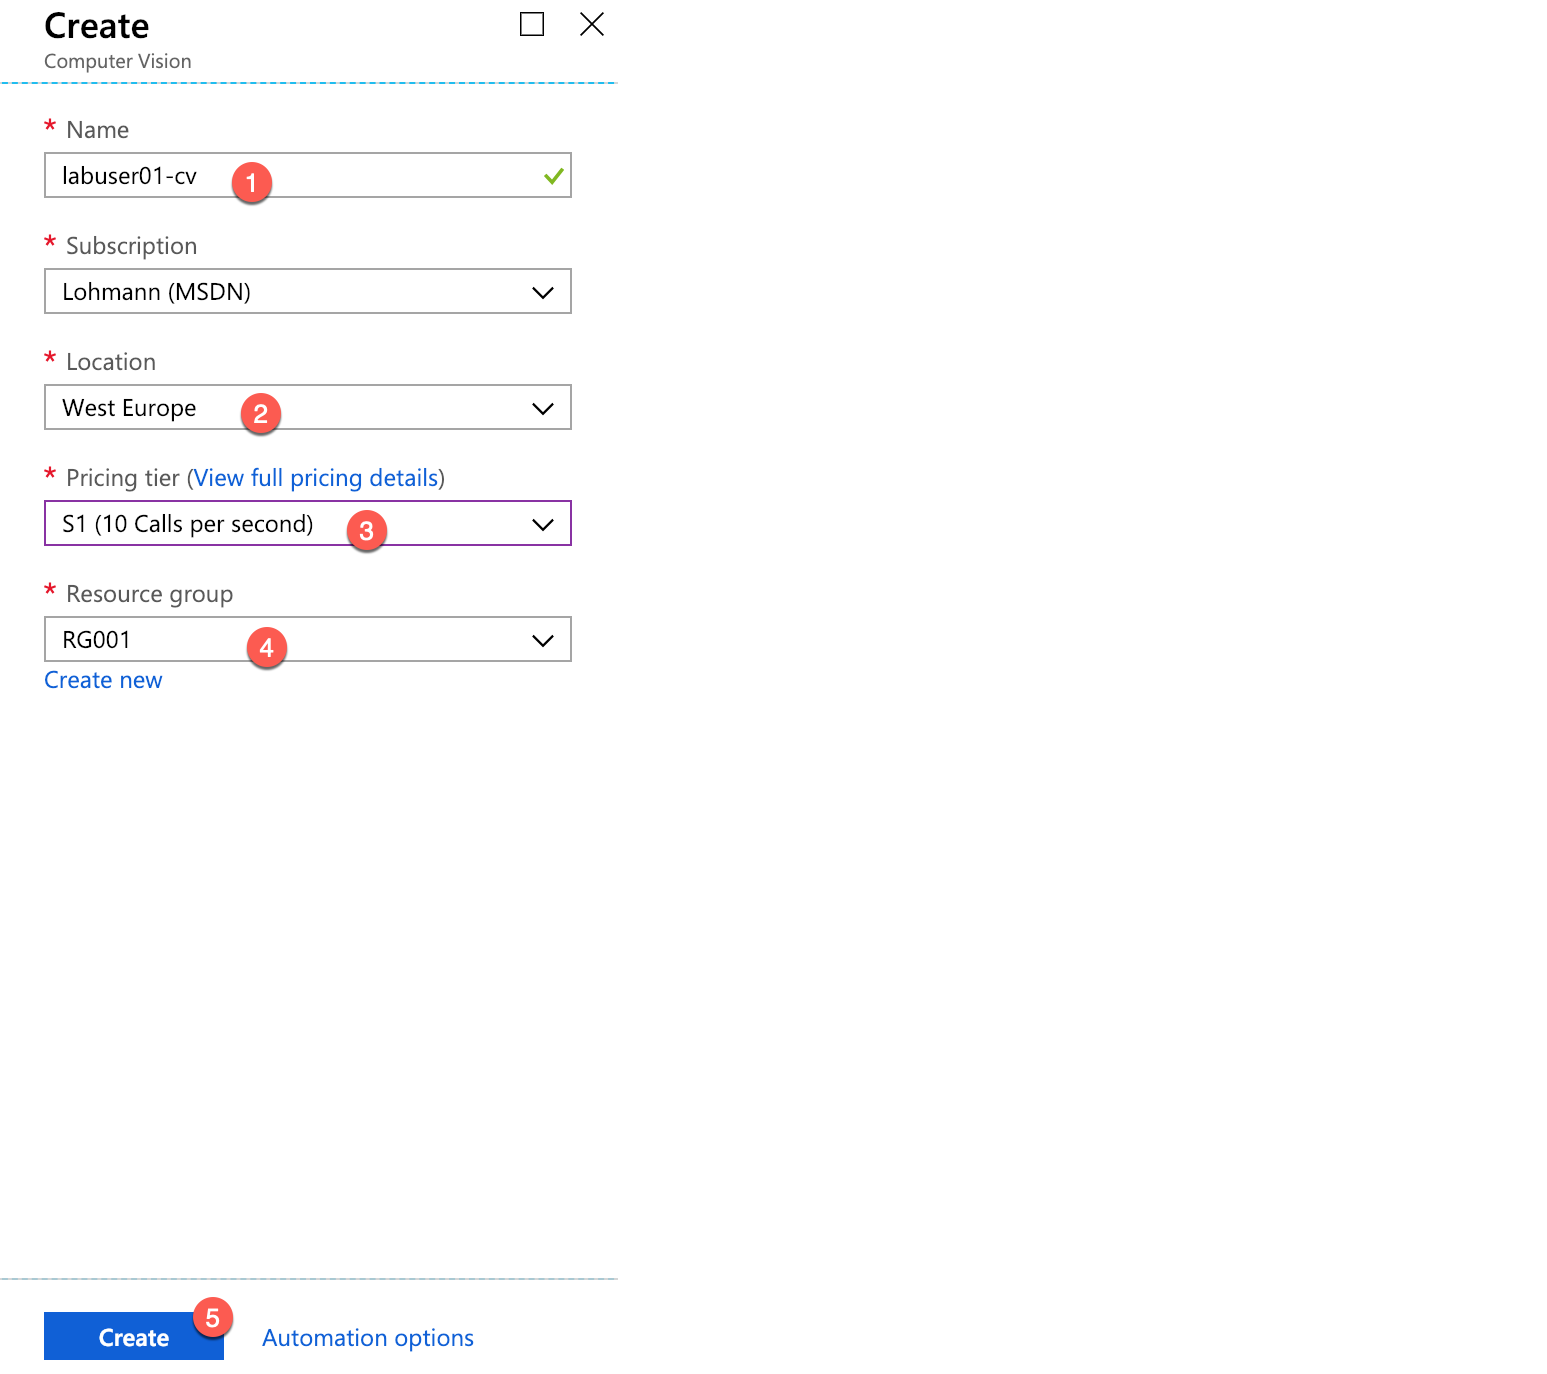 Create
Computer Vision
* Name
labuser01-cv 1
* Subscription
Lohmann (MSDN)
* Location
West Europe 2
* Pricing tier (View full pricing details)
S1 (10 Calls per second) 3
* Resource group
RG001 4
Create new
Create 5 Automation options